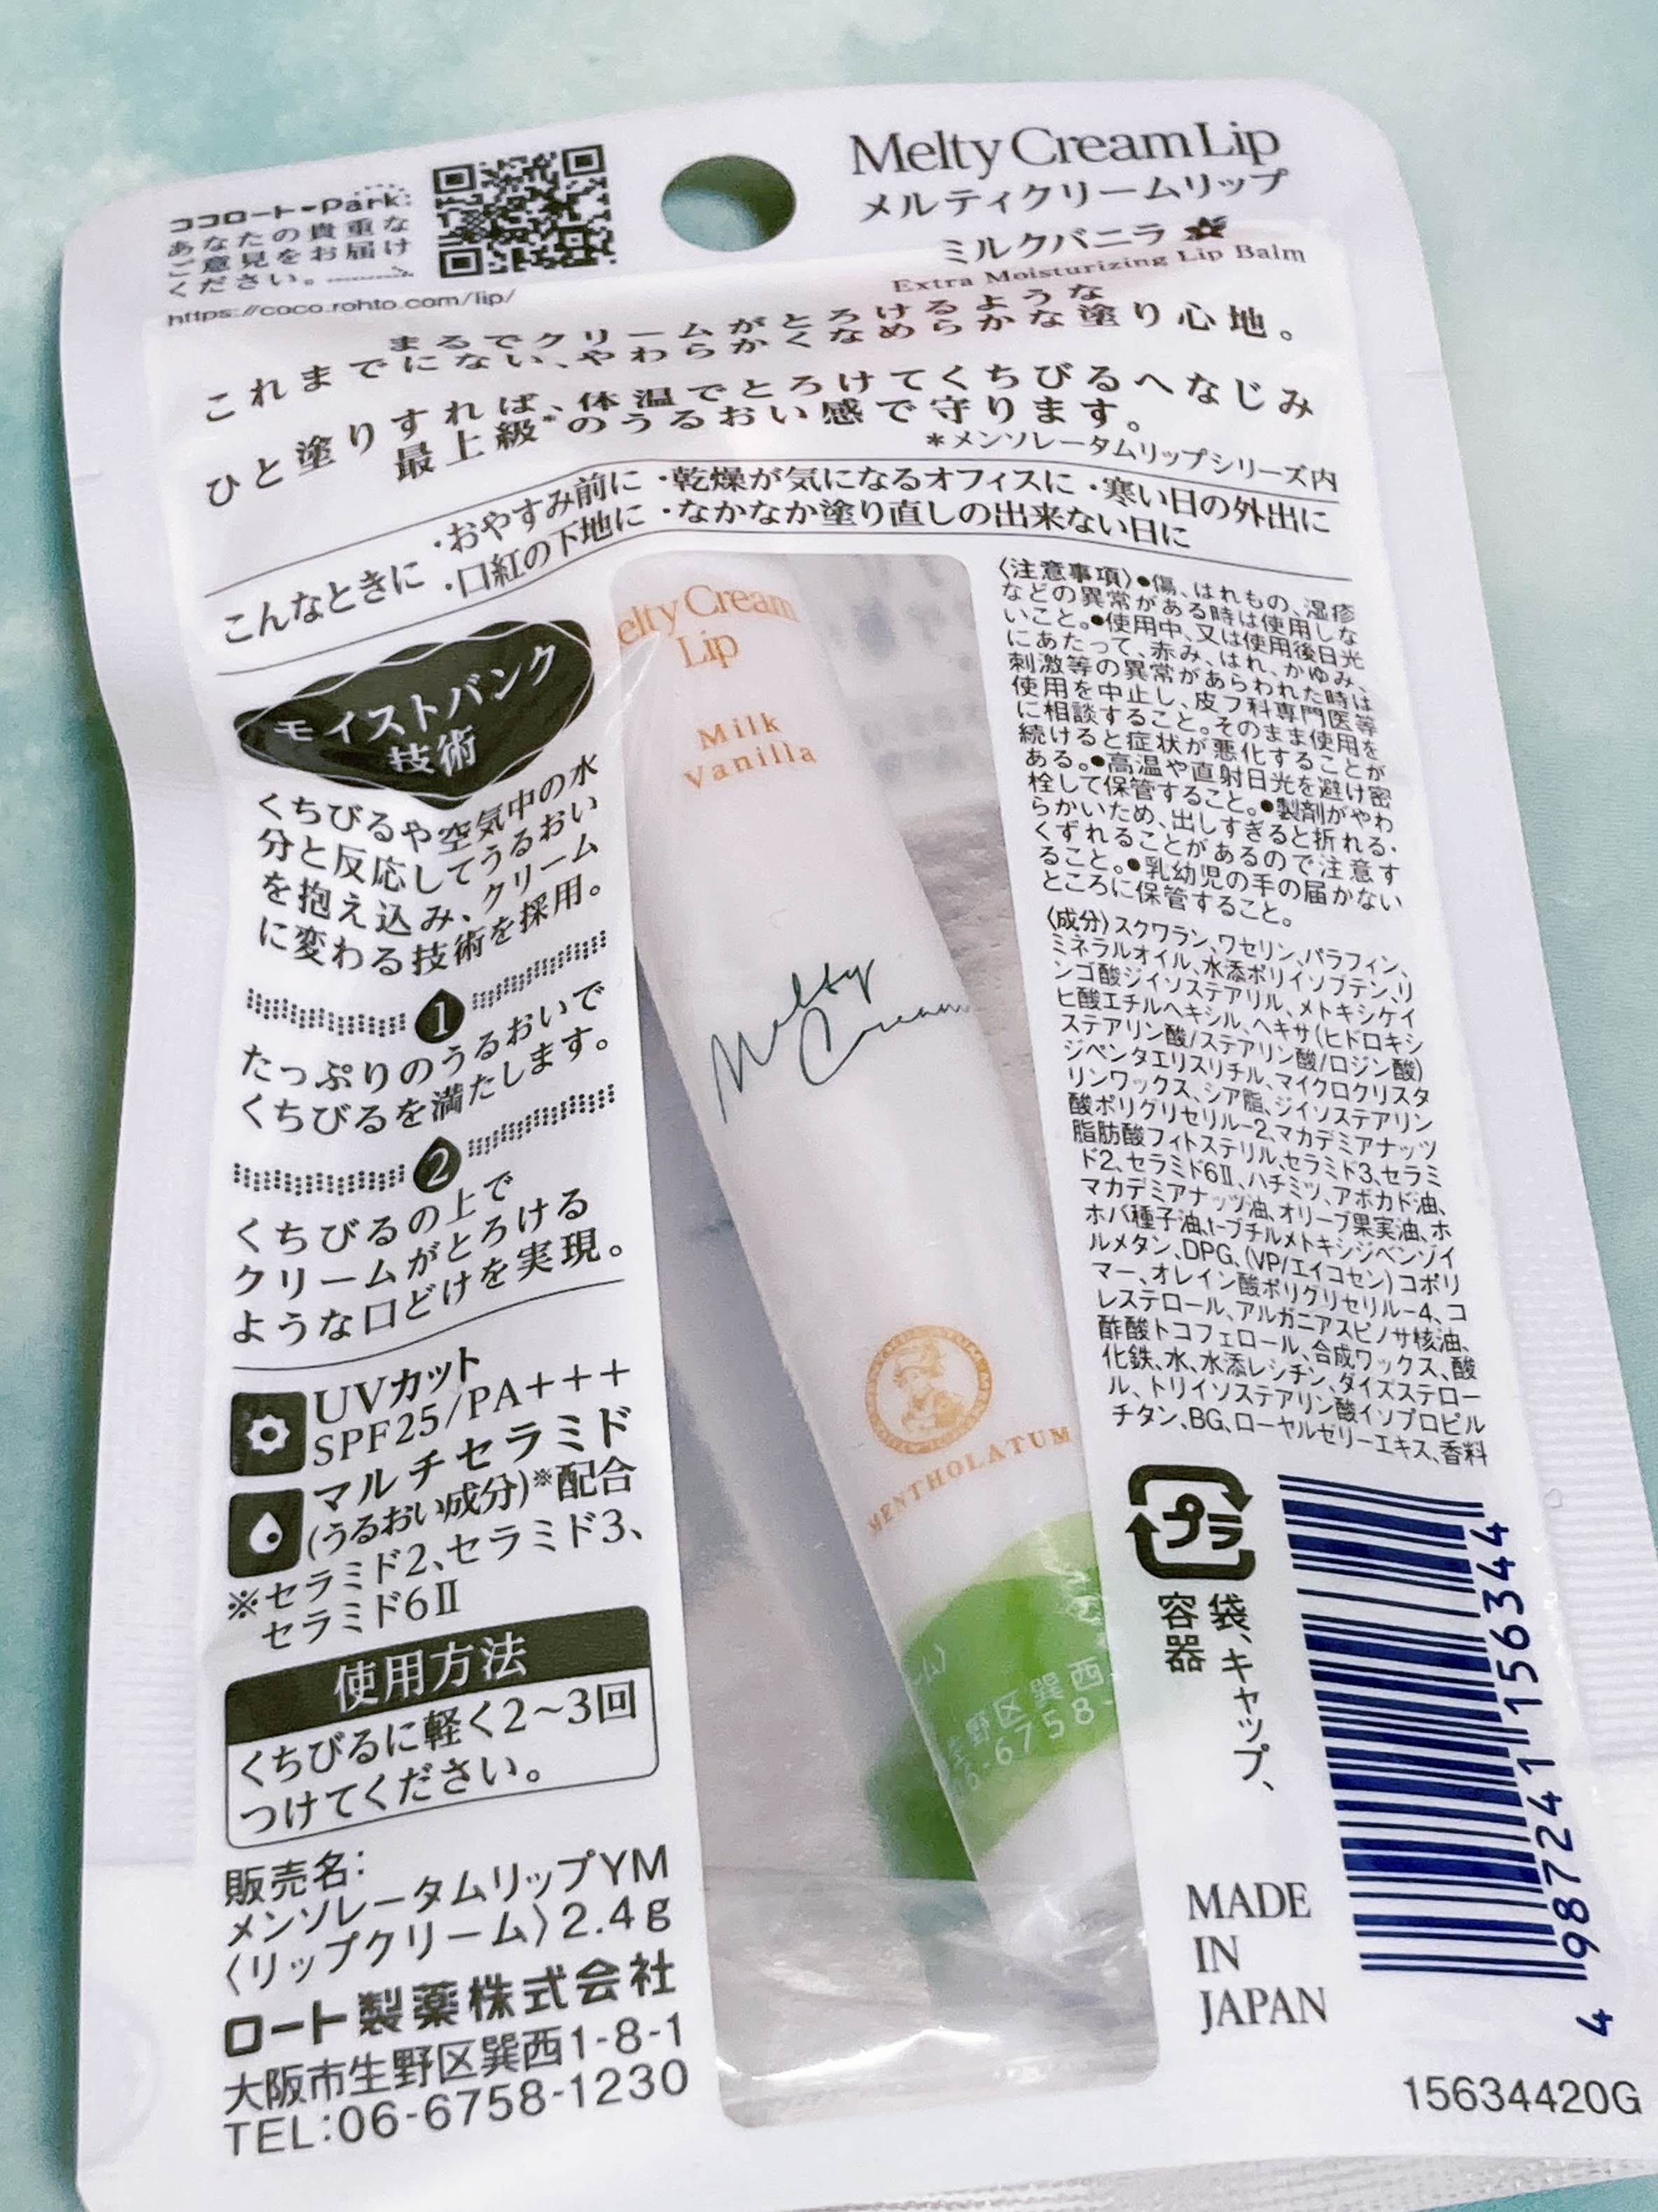 ココロートPark:
あなたの貴重な
ご意見をお届け
ください。
https://coco.rohto.com/lip/
Melty Cream Lip
メルティクリームリップ
ミルクバニラ
Extra Moisturizing Lip Balm
まるでクリームがとろけるような
これまでにない、やわらかくなめらかな塗り心地。
ひと塗りすれば、体温でとろけてくちびるへなじみ
最上級*のうるおい感で守ります。
*メンソレータムリップシリーズ内
こんなときに
・おやすみ前に ・乾燥が気になるオフィスに ・寒い日の外出に
・口紅の下地に ・なかなか塗り直しの出来ない日に
モイストバンク
技術
くちびるや空気中の水
分と反応してうるおい
を抱え込み、クリーム
に変わる技術を採用。
1
たっぷりのうるおいで
くちびるを満たします。
2
くちびるの上で
クリームがとろける
ような口どけを実現。
UVカット
SPF25/PA+++
マルチセラミド
(うるおい成分)※配合
※セラミド2、セラミド3、
セラミド6Ⅱ
使用方法
くちびるに軽く2~3回
つけてください。
販売名:
メンソレータムリップYM
〈リップクリーム〉2.4g
ロート製薬株式会社
大阪市生野区巽西1-8-1
TEL:06-6758-1230
elty Cream
Lip
Milk
Vanilla
Melty
Cream
MENTHOLATUM
ーム〉
生野区巽西
06-6758-
〈注意事項〉●傷、はれもの、湿疹
などの異常がある時は使用しな
いこと。●使用中、又は使用後日光
にあたって、赤み、はれ、かゆみ、
刺激等の異常があらわれた時は
使用を中止し、皮フ科専門医等
に相談すること。そのまま使用を
続けると症状が悪化することが
ある。●高温や直射日光を避け密
栓して保管すること。●製剤がやわ
らかいため、出しすぎると折れる・
くずれることがあるので注意す
ること。●乳幼児の手の届かない
ところに保管すること。
〈成分〉スクワラン、ワセリン、パラフィン、
ミネラルオイル、水添ポリイソブテン、リ
ンゴ酸ジイソステアリル、メトキシケイ
ヒ酸エチルヘキシル、ヘキサ(ヒドロキシ
ステアリン酸/ステアリン酸/ロジン酸)
ジペンタエリスリチル、マイクロクリスタ
リンワックス、シア脂、ジイソステアリン
酸ポリグリセリル-2、マカデミアナッツ
脂肪酸フィトステリル、セラミド3、セラミ
ド2、セラミド6Ⅱ、ハチミツ、アボカド油、
マカデミアナッツ油、オリーブ果実油、ホ
ホバ種子油、t-ブチルメトキシジベンゾイ
ルメタン、DPG、(VP/エイコセン)コポリ
マー、オレイン酸ポリグリセリル-4、コ
レステロール、アルガニアスピノサ核油、
酢酸トコフェロール、合成ワックス、酸
化鉄、水、水添レシチン、ダイズステロー
ル、トリイソステアリン酸イソプロピル
チタン、BG、ローヤルゼリーエキス、香料
プラ
袋、キャップ、
容器
MADE
IN
JAPAN
4 987241 156344
15634420G